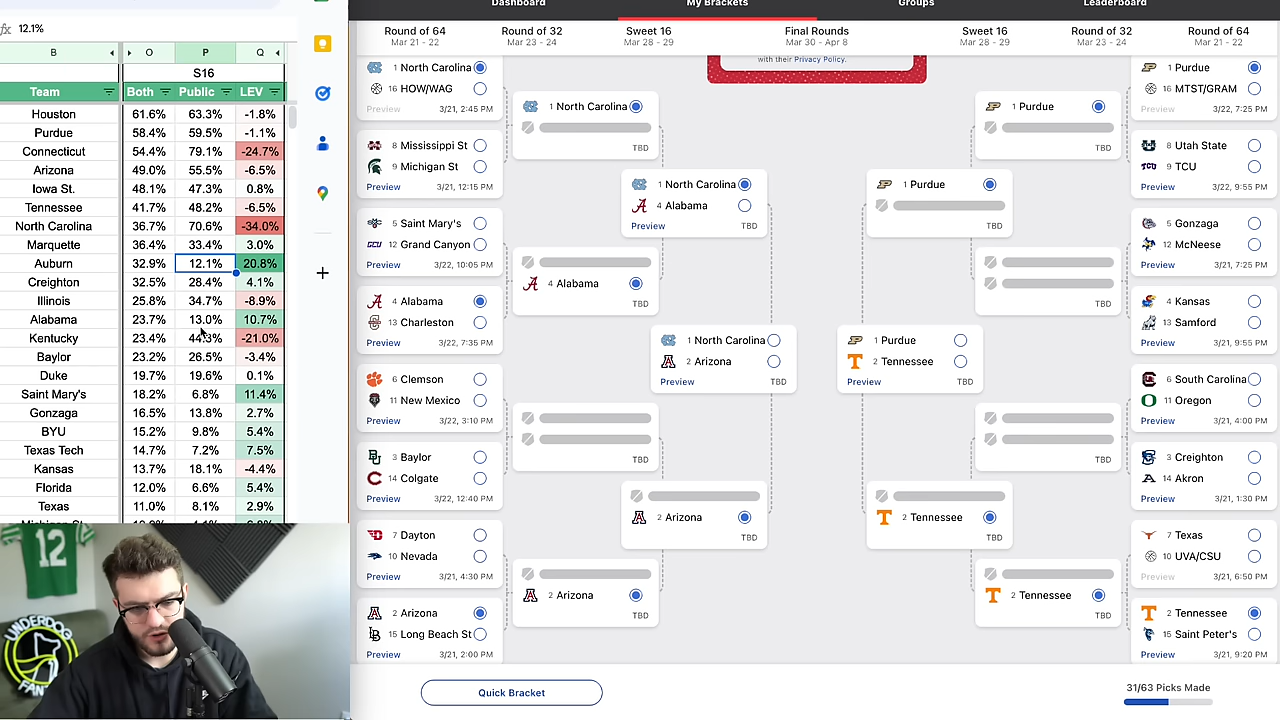 Dashboard
My Brackets
Groups
Leaderboard
fx 12.1%
B O P Q
S16
Team Both Public LEV
Houston 61.6% 63.3% -1.8%
Purdue 58.4% 59.5% -1.1%
Connecticut 54.4% 79.1% -24.7%
Arizona 49.0% 55.5% -6.5%
Iowa St. 48.1% 47.3% 0.8%
Tennessee 41.7% 48.2% -6.5%
North Carolina 36.7% 70.6% -34.0%
Marquette 36.4% 33.4% 3.0%
Auburn 32.9% 12.1% 20.8%
Creighton 32.5% 28.4% 4.1%
Illinois 25.8% 34.7% -8.9%
Alabama 23.7% 13.0% 10.7%
Kentucky 23.4% 44.3% -21.0%
Baylor 23.2% 26.5% -3.4%
Duke 19.7% 19.6% 0.1%
Saint Mary's 18.2% 6.8% 11.4%
Gonzaga 16.5% 13.8% 2.7%
BYU 15.2% 9.8% 5.4%
Texas Tech 14.7% 7.2% 7.5%
Kansas 13.7% 18.1% -4.4%
Florida 12.0% 6.6% 5.4%
Texas 11.0% 8.1% 2.9%
12
UNDERDOG
FANTASY
Round of 64
Mar 21 - 22
Round of 32
Mar 23 - 24
Sweet 16
Mar 28 - 29
Final Rounds
Mar 30 - Apr 8
Sweet 16
Mar 28 - 29
Round of 32
Mar 23 - 24
Round of 64
Mar 21 - 22
with their Privacy Policy.
1 North Carolina
16 HOW/WAG
Preview 3/21, 2:45 PM
8 Mississippi St
9 Michigan St
Preview 3/21, 12:15 PM
5 Saint Mary's
GCU 12 Grand Canyon
Preview 3/22, 10:05 PM
4 Alabama
13 Charleston
Preview 3/22, 7:35 PM
6 Clemson
11 New Mexico
Preview 3/22, 3:10 PM
3 Baylor
14 Colgate
Preview 3/22, 12:40 PM
7 Dayton
10 Nevada
Preview 3/21, 4:30 PM
2 Arizona
15 Long Beach St
Preview 3/21, 2:00 PM
1 North Carolina
TBD
4 Alabama
TBD
TBD
2 Arizona
TBD
1 North Carolina
4 Alabama
Preview TBD
2 Arizona
TBD
1 North Carolina
2 Arizona
Preview TBD
1 Purdue
2 Tennessee
Preview TBD
1 Purdue
TBD
2 Tennessee
TBD
1 Purdue
TBD
TBD
TBD
2 Tennessee
TBD
1 Purdue
16 MTST/GRAM
Preview 3/22, 7:25 PM
8 Utah State
TCU 9 TCU
Preview 3/22, 9:55 PM
5 Gonzaga
12 McNeese
Preview 3/21, 7:25 PM
4 Kansas
13 Samford
Preview 3/21, 9:55 PM
6 South Carolina
11 Oregon
Preview 3/21, 4:00 PM
3 Creighton
14 Akron
Preview 3/21, 1:30 PM
7 Texas
10 UVA/CSU
Preview 3/21, 6:50 PM
2 Tennessee
15 Saint Peter's
Preview 3/21, 9:20 PM
Quick Bracket
31/63 Picks Made